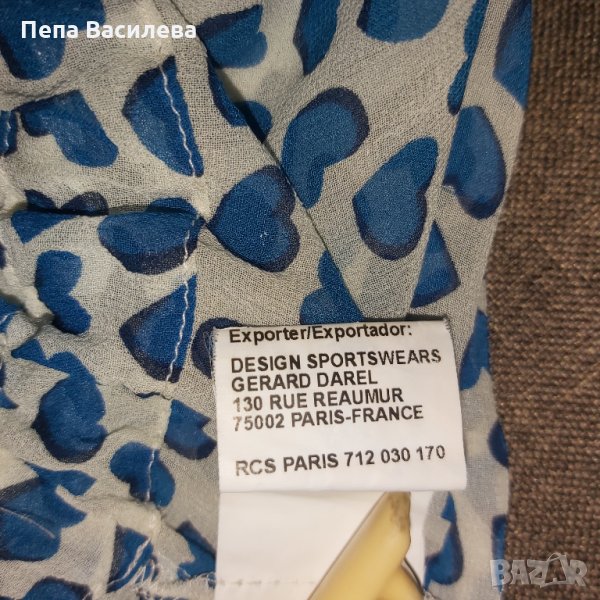 Пепа Василева
Exporter/Exportador:
DESIGN SPORTSWEARS
GERARD DAREL
130 RUE REAUMUR
75002 PARIS-FRANCE
RCS PARIS 712 030 170
BAZAR